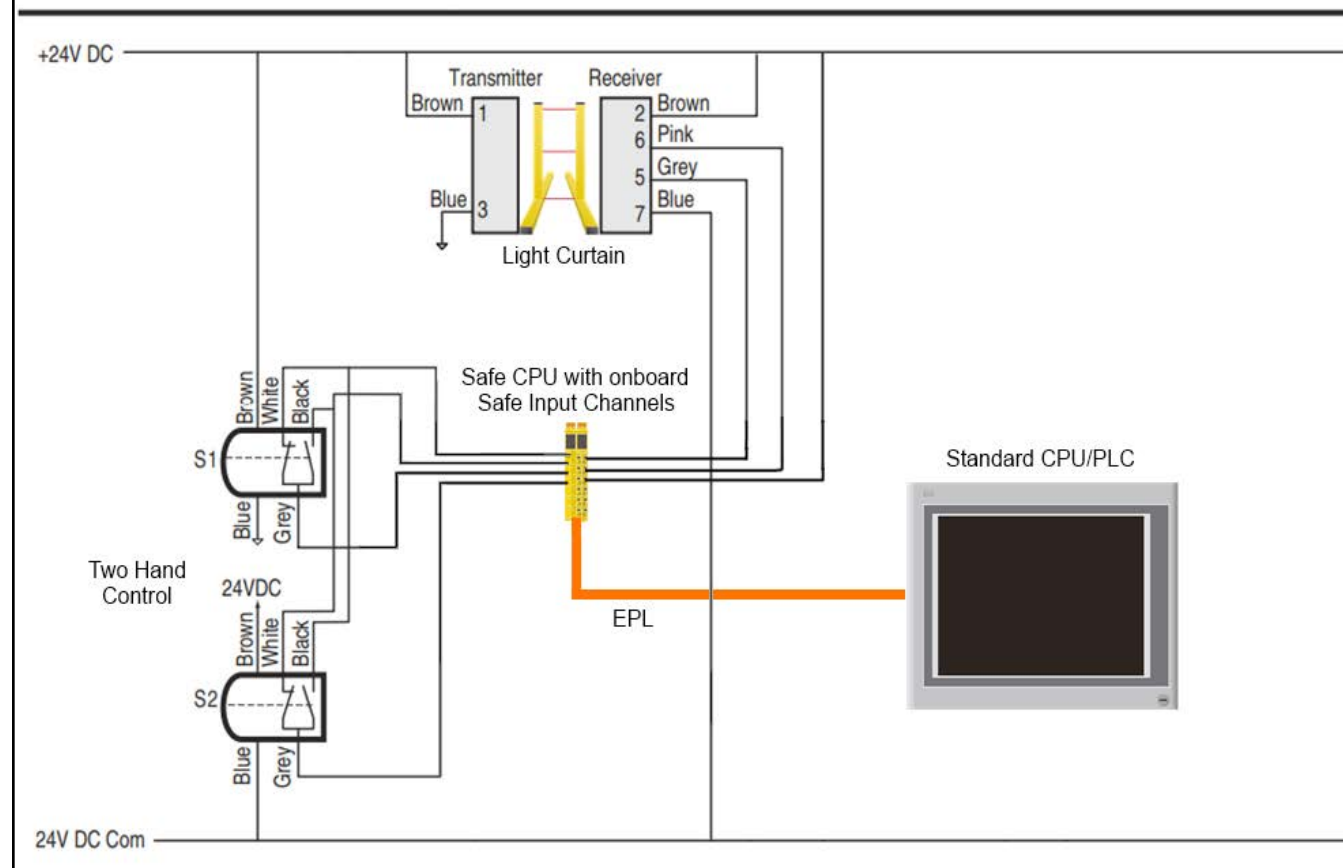 +24V DC
Transmitter
Receiver
Brown
1
2
Brown
6
Pink
5
Grey
Blue
3
7
Blue
Light Curtain
Brown
White
Black
S1
Blue
Grey
Safe CPU with onboard
Safe Input Channels
Standard CPU/PLC
Two Hand
Control
24VDC
EPL
Brown
White
Black
S2
Blue
Grey
24V DC Com